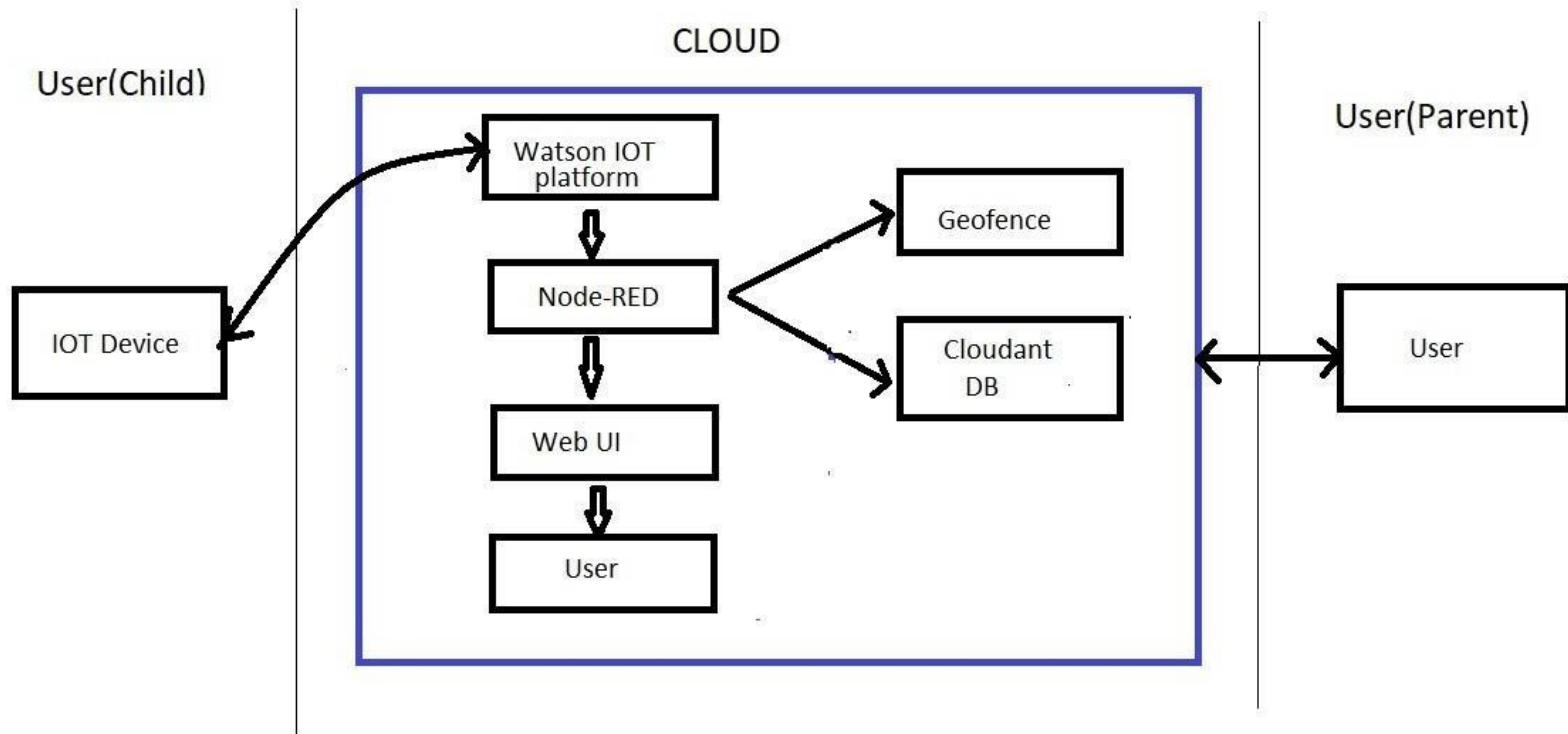 CLOUD
User(Child)
User(Parent)
Watson IOT
platform
Geofence
Node-RED
IOT Device
Cloudant
DB
User
Web UI
User